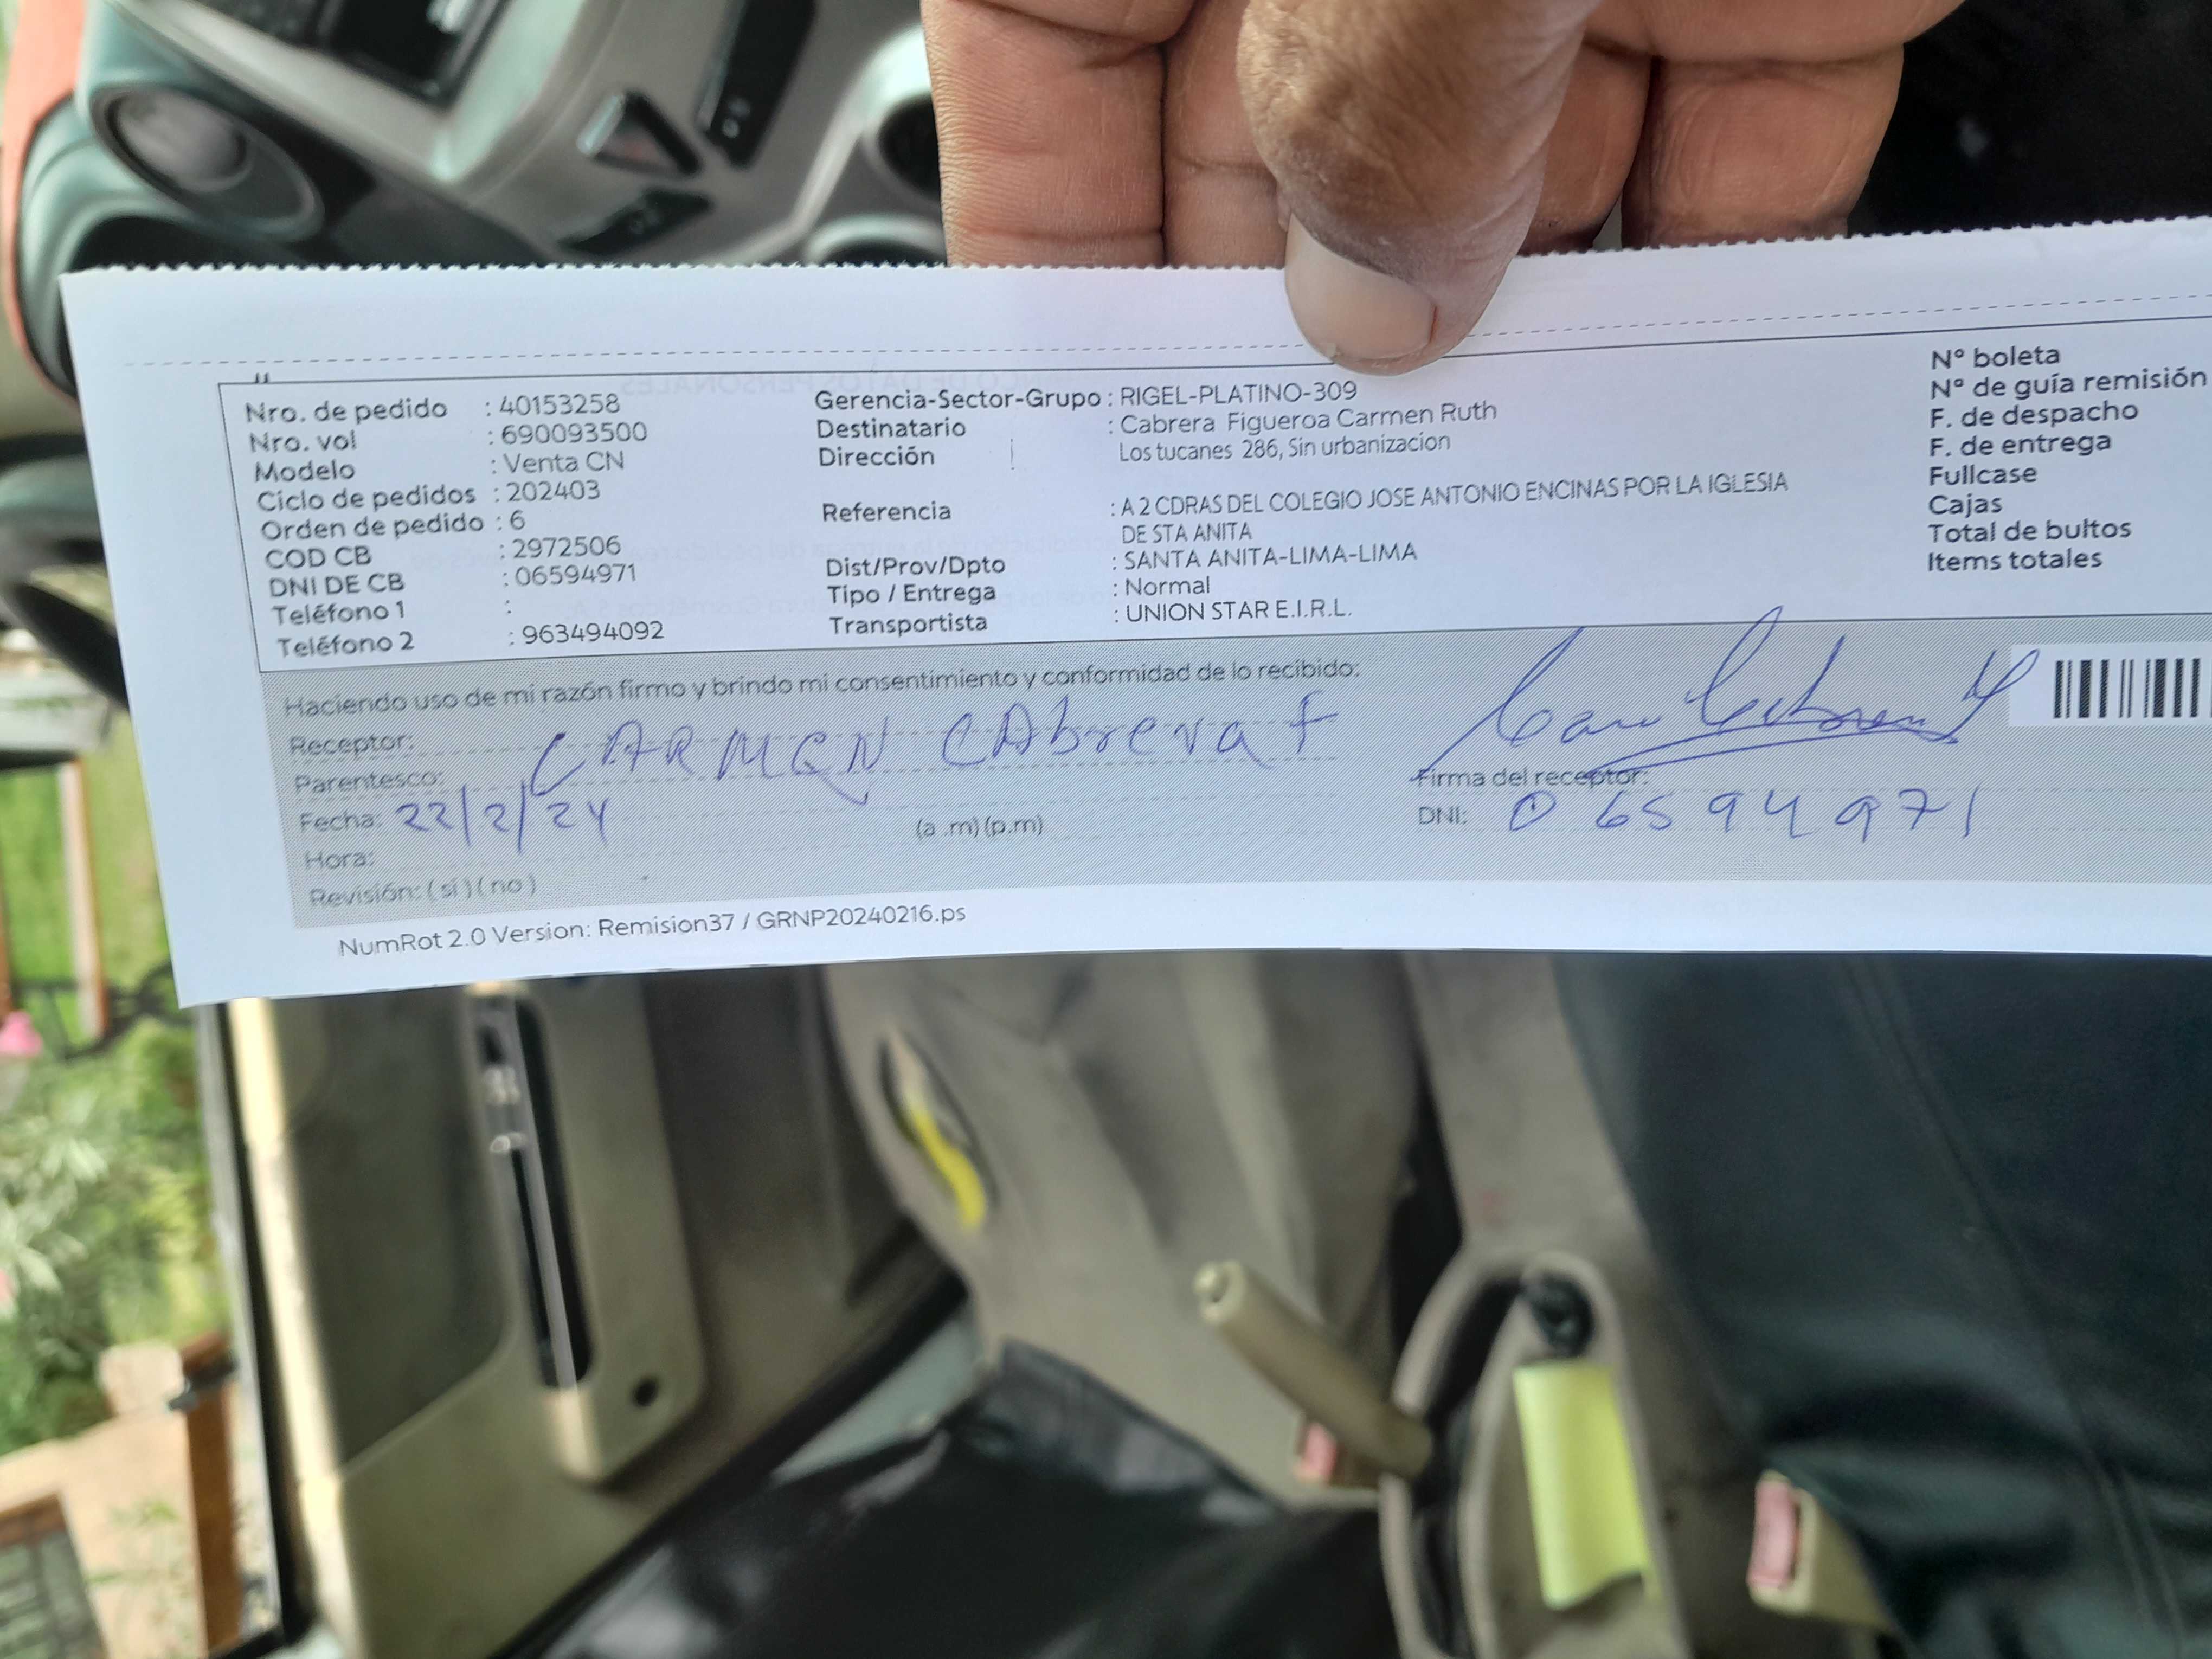 Nro. de pedido : 40153258
Nro. vol : 690093500
Modelo : Venta CN
Ciclo de pedidos : 202403
Orden de pedido : 6
COD CB : 2972506
DNI DE CB : 06594971
Teléfono 1 :
Teléfono 2 : 963494092
Gerencia-Sector-Grupo : RIGEL-PLATINO-309
Destinatario : Cabrera Figueroa Carmen Ruth
Dirección Los tucanes 286, Sin urbanizacion
Referencia : A 2 CDRAS DEL COLEGIO JOSE ANTONIO ENCINAS POR LA IGLESIA
DE STA ANITA
Dist/Prov/Dpto : SANTA ANITA-LIMA-LIMA
Tipo / Entrega : Normal
Transportista : UNION STAR E.I.R.L.
N° boleta
N° de guía remisión
F. de despacho
F. de entrega
Fullcase
Cajas
Total de bultos
Items totales
Haciendo uso de mi razón firmo y brindo mi consentimiento y conformidad de lo recibido:
Receptor: CARMEN CAbrera f
Parentesco:
Fecha: 22/2/24
Hora: (a .m) (p.m)
Revisión: (si) (no)
Firma del receptor:
DNI: 06594971
NumRot 2.0 Version: Remision37 / GRNP20240216.ps